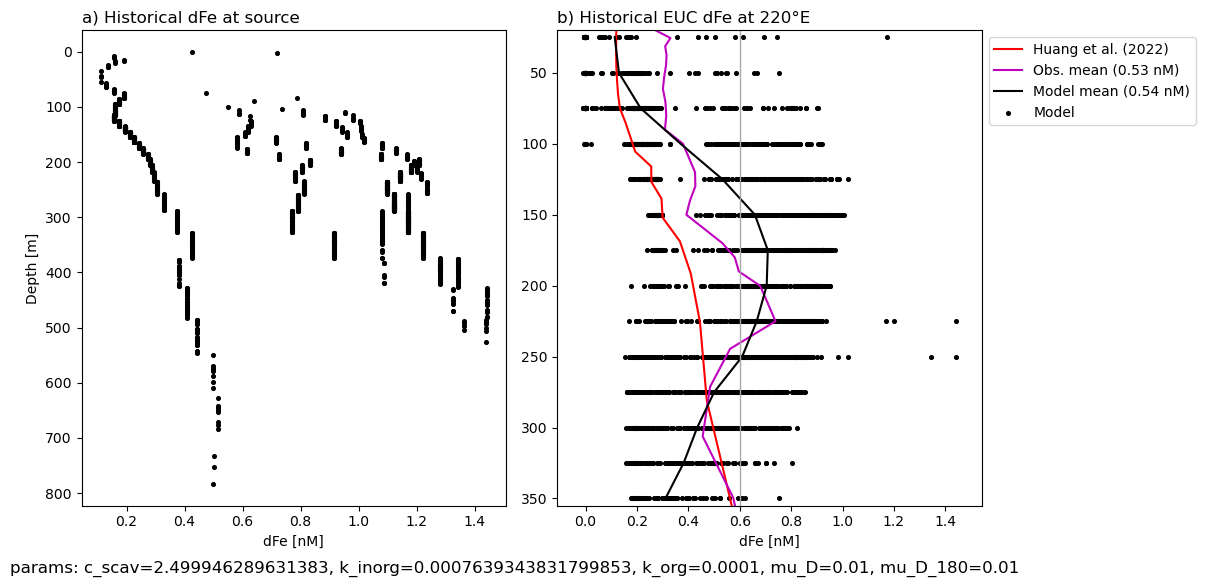 a) Historical dFe at source
0
100
200
300
400
500
600
700
800
Depth [m]
0.2 0.4 0.6 0.8 1.0 1.2 1.4
dFe [nM]
b) Historical EUC dFe at 220°E
50
100
150
200
250
300
350
0.0 0.2 0.4 0.6 0.8 1.0 1.2 1.4
dFe [nM]
Huang et al. (2022)
Obs. mean (0.53 nM)
Model mean (0.54 nM)
Model
params: c_scav=2.499946289631383, k_inorg=0.0007639343831799853, k_org=0.0001, mu_D=0.01, mu_D_180=0.01